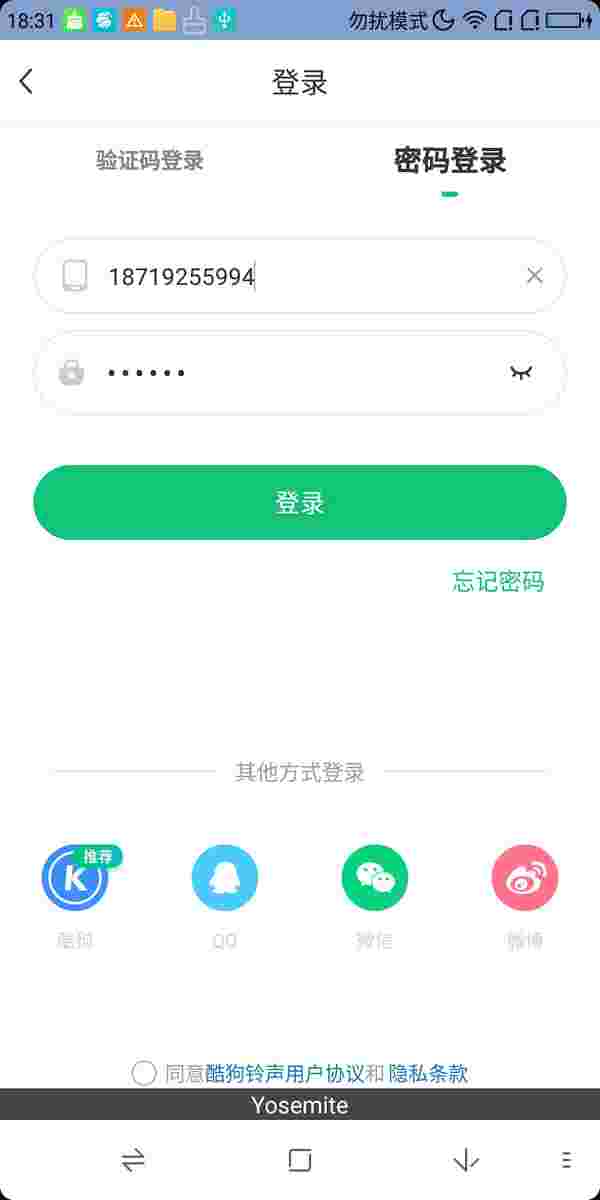 18:31 勿扰模式
登录
验证码登录 密码登录
18719255994
••••••
登录
忘记密码
其他方式登录
推荐
酷狗 QQ 微信 微博
同意酷狗铃声用户协议和 隐私条款
Yosemite